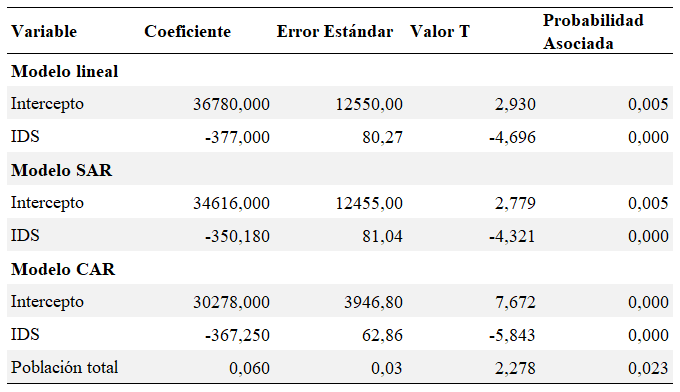 Variable Coeficiente Error Estándar Valor T Probabilidad Asociada
Modelo lineal
Intercepto 36780,000 12550,00 2,930 0,005
IDS -377,000 80,27 -4,696 0,000
Modelo SAR
Intercepto 34616,000 12455,00 2,779 0,005
IDS -350,180 81,04 -4,321 0,000
Modelo CAR
Intercepto 30278,000 3946,80 7,672 0,000
IDS -367,250 62,86 -5,843 0,000
Población total 0,060 0,03 2,278 0,023